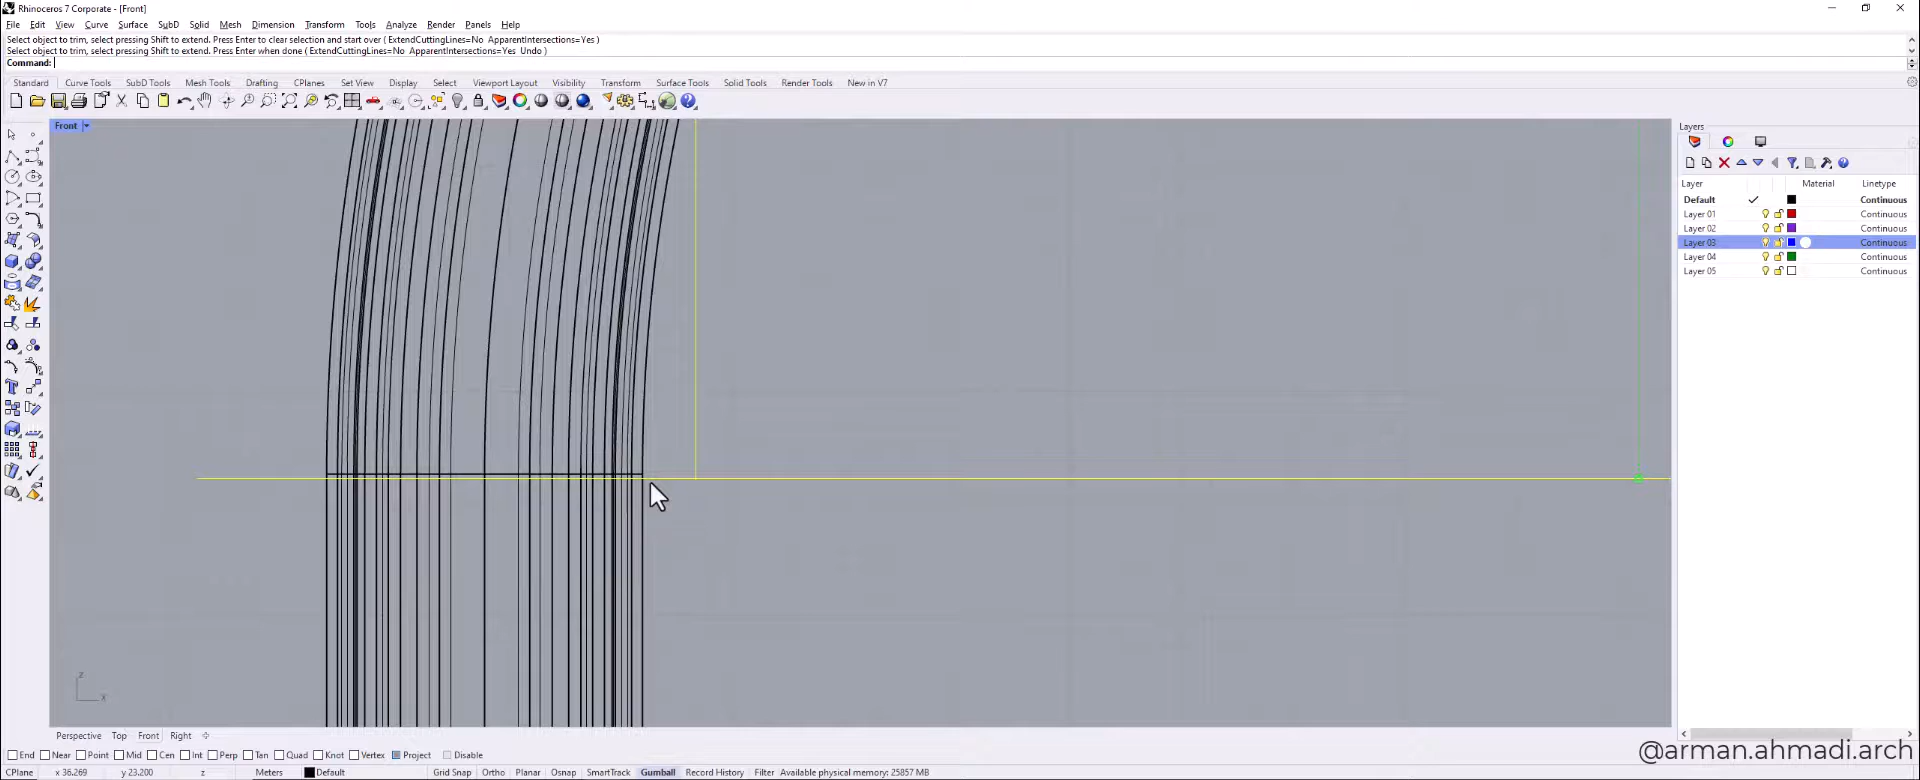 Rhinoceros 7 Corporate - [Front]
File Edit View Curve Surface SubD Solid Mesh Dimension Transform Tools Analyze Render Panels Help
Select object to trim, select pressing Shift to extend. Press Enter to clear selection and start over ( ExtendCuttingLines=No ApparentIntersections=Yes )
Select object to trim, select pressing Shift to extend. Press Enter when done ( ExtendCuttingLines=No ApparentIntersections=Yes Undo )
Command:
Standard Curve Tools SubD Tools Mesh Tools Drafting CPlanes Set View Display Select Viewport Layout Visibility Transform Surface Tools Solid Tools Render Tools New in V7
Front
Layers
Layer Material Linetype
Default Continuous
Layer 01 Continuous
Layer 02 Continuous
Layer 03 Continuous
Layer 04 Continuous
Layer 05 Continuous
z
x
Perspective Top Front Right
End Near Point Mid Cen Int Perp Tan Quad Knot Vertex Project Disable
@arman.ahmadi.arch
CPlane x 36.269 y 23.200 z Meters Default Grid Snap Ortho Planar Osnap SmartTrack Gumball Record History Filter Available physical memory: 25857 MB